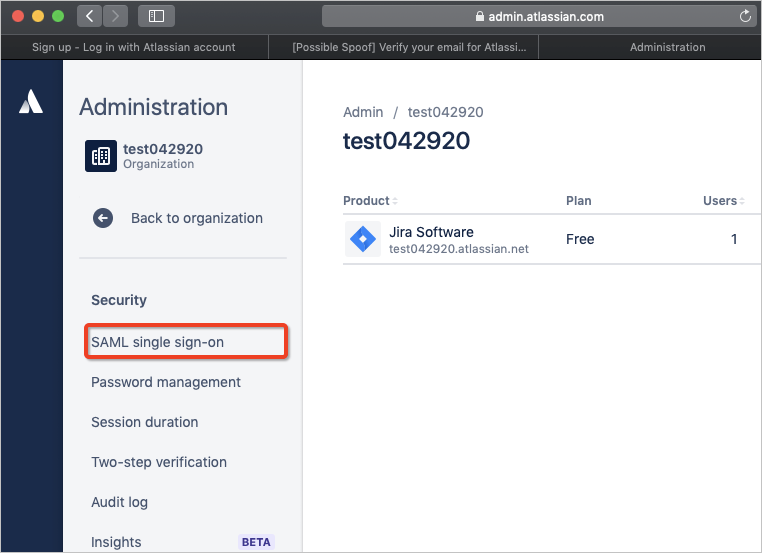 admin.atlassian.com
Sign up - Log in with Atlassian account
[Possible Spoof] Verify your email for Atlassi...
Administration
Administration
test042920
Organization
Back to organization
Security
SAML single sign-on
Password management
Session duration
Two-step verification
Audit log
Insights BETA
Admin / test042920
test042920
Product Plan Users
Jira Software
test042920.atlassian.net
Free
1